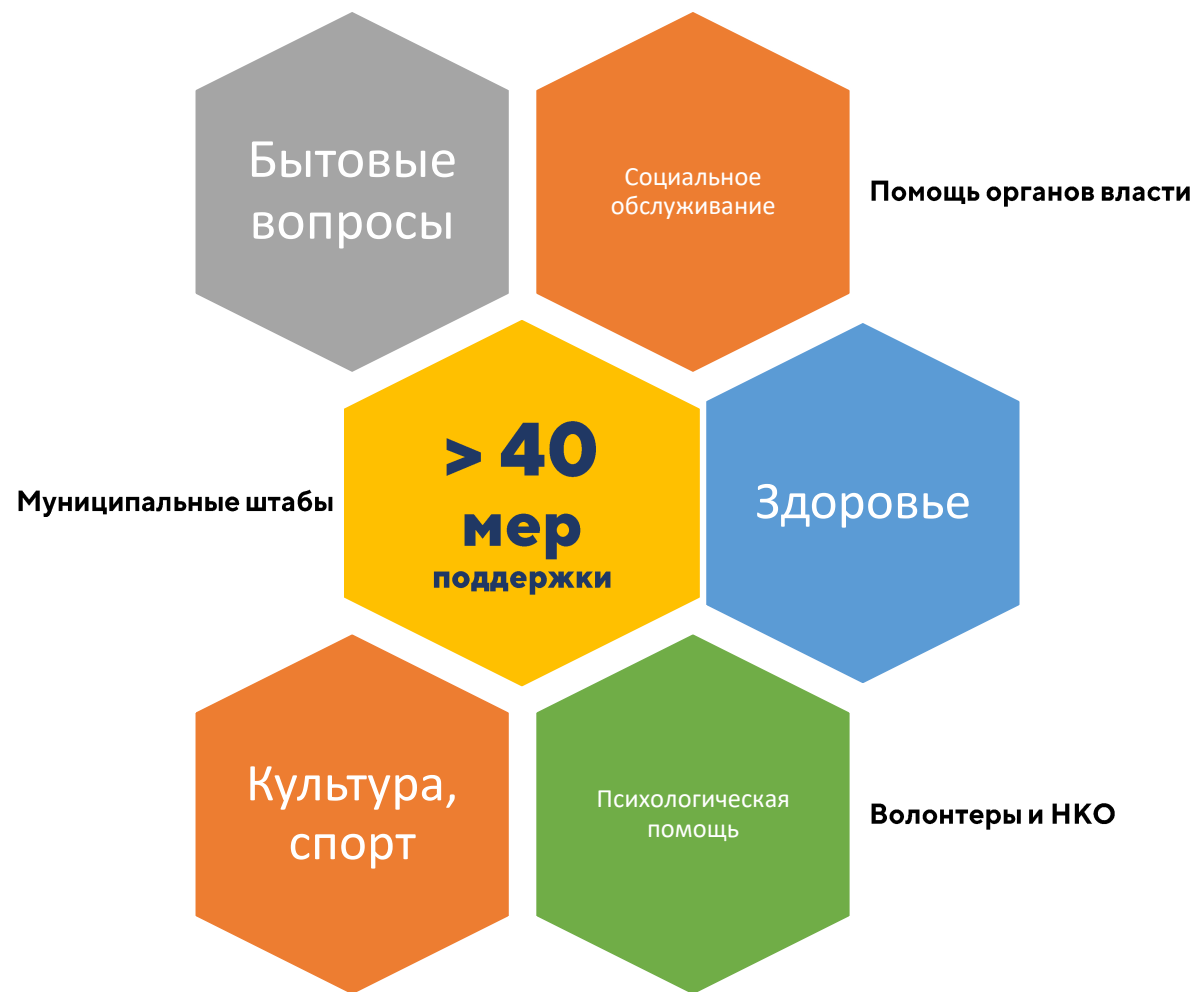 Бытовые
вопросы
Социальное
обслуживание
Помощь органов власти
Муниципальные штабы
> 40
мер
поддержки
Здоровье
Культура,
спорт
Психологическая
помощь
Волонтеры и НКО